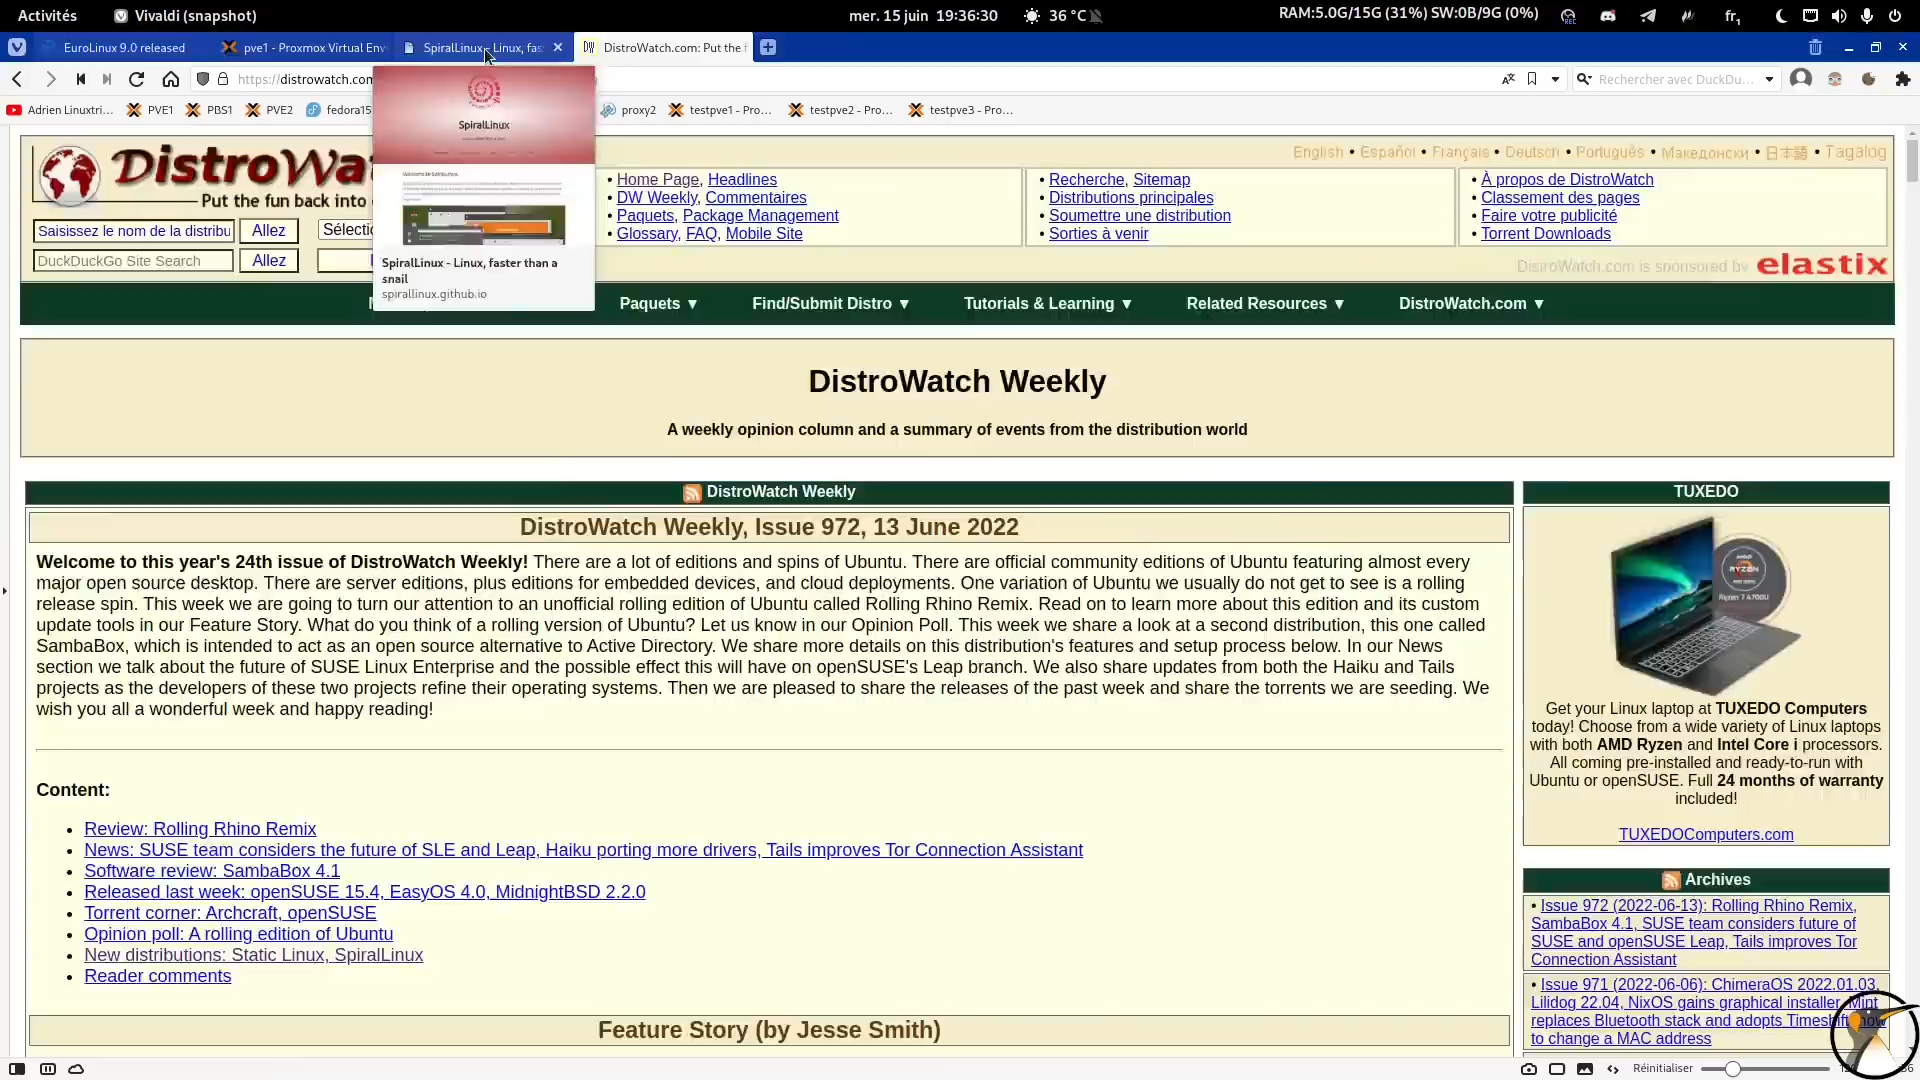 Activités
Vivaldi (snapshot)
mer. 15 juin 19:36:30
36 °C
RAM:5.0G/15G (31%) SW:0B/9G (0%)
fr₁
EuroLinux 9.0 released
pve1 - Proxmox Virtual Env
SpiralLinux - Linux, fas
DistroWatch.com: Put the f
https://distrowatch.com
Rechercher avec DuckDu...
Adrien Linuxtri...
PVE1
PBS1
PVE2
fedora15
proxy2
testpve1 - Pro...
testpve2 - Pro...
testpve3 - Pro...
SpiralLinux
SpiralLinux - Linux, faster than a
snail
spirallinux.github.io
DistroWa
Put the fun back into
Saisissez le nom de la distribu
Allez
Sélectio
DuckDuckGo Site Search
Allez
English • Español • Français • Deutsch • Português • Македонски • 日本語 • Tagalog
• Home Page, Headlines
• DW Weekly, Commentaires
• Paquets, Package Management
• Glossary, FAQ, Mobile Site
• Recherche, Sitemap
• Distributions principales
• Soumettre une distribution
• Sorties à venir
• À propos de DistroWatch
• Classement des pages
• Faire votre publicité
• Torrent Downloads
DistroWatch.com is sponsored by elastix
Paquets ▼
Find/Submit Distro ▼
Tutorials & Learning ▼
Related Resources ▼
DistroWatch.com ▼
DistroWatch Weekly
A weekly opinion column and a summary of events from the distribution world
DistroWatch Weekly
DistroWatch Weekly, Issue 972, 13 June 2022
Welcome to this year's 24th issue of DistroWatch Weekly! There are a lot of editions and spins of Ubuntu. There are official community editions of Ubuntu featuring almost every
major open source desktop. There are server editions, plus editions for embedded devices, and cloud deployments. One variation of Ubuntu we usually do not get to see is a rolling
release spin. This week we are going to turn our attention to an unofficial rolling edition of Ubuntu called Rolling Rhino Remix. Read on to learn more about this edition and its custom
update tools in our Feature Story. What do you think of a rolling version of Ubuntu? Let us know in our Opinion Poll. This week we share a look at a second distribution, this one called
SambaBox, which is intended to act as an open source alternative to Active Directory. We share more details on this distribution's features and setup process below. In our News
section we talk about the future of SUSE Linux Enterprise and the possible effect this will have on openSUSE's Leap branch. We also share updates from both the Haiku and Tails
projects as the developers of these two projects refine their operating systems. Then we are pleased to share the releases of the past week and share the torrents we are seeding. We
wish you all a wonderful week and happy reading!
Content:
• Review: Rolling Rhino Remix
• News: SUSE team considers the future of SLE and Leap, Haiku porting more drivers, Tails improves Tor Connection Assistant
• Software review: SambaBox 4.1
• Released last week: openSUSE 15.4, EasyOS 4.0, MidnightBSD 2.2.0
• Torrent corner: Archcraft, openSUSE
• Opinion poll: A rolling edition of Ubuntu
• New distributions: Static Linux, SpiralLinux
• Reader comments
Feature Story (by Jesse Smith)
TUXEDO
AMD
RYZEN
Ryzen 7 4700U
Get your Linux laptop at TUXEDO Computers
today! Choose from a wide variety of Linux laptops
with both AMD Ryzen and Intel Core i processors.
All coming pre-installed and ready-to-run with
Ubuntu or openSUSE. Full 24 months of warranty
included!
TUXEDOComputers.com
Archives
• Issue 972 (2022-06-13): Rolling Rhino Remix,
SambaBox 4.1, SUSE team considers future of
SUSE and openSUSE Leap, Tails improves Tor
Connection Assistant
• Issue 971 (2022-06-06): ChimeraOS 2022.01.03,
Lilidog 22.04, NixOS gains graphical installer, Mint
replaces Bluetooth stack and adopts Timeshift, how
to change a MAC address
Réinitialiser